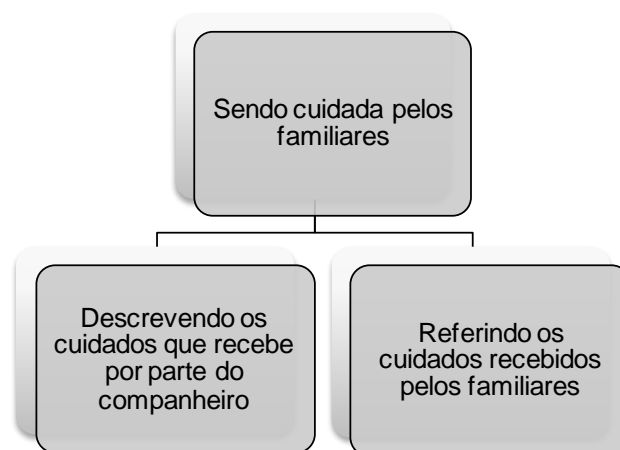 Sendo cuidada pelos
familiares
Descrevendo os
cuidados que recebe
por parte do
companheiro
Referindo os
cuidados recebidos
pelos familiares